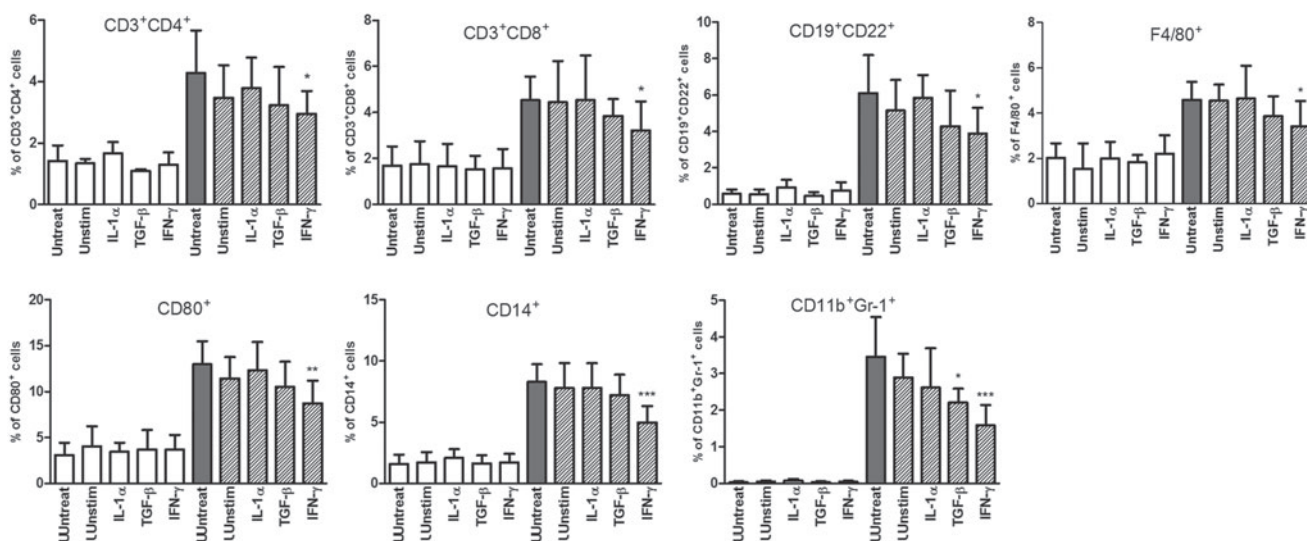 CD3+CD4+
% of CD3+CD4+ cells
6
4
2
0
Untreat
Unstim
IL-1α
TGF-β
IFN-γ
Untreat
Unstim
IL-1α
TGF-β
IFN-γ
*
CD3+CD8+
% of CD3+CD8+ cells
8
6
4
2
0
Untreat
Unstim
IL-1α
TGF-β
IFN-γ
Untreat
Unstim
IL-1α
TGF-β
IFN-γ
*
CD19+CD22+
% of CD19+CD22+ cells
10
8
6
4
2
0
Untreat
Unstim
IL-1α
TGF-β
IFN-γ
Untreat
Unstim
IL-1α
TGF-β
IFN-γ
*
F4/80+
% of F4/80+ cells
8
6
4
2
0
Untreat
Unstim
IL-1α
TGF-β
IFN-γ
Untreat
Unstim
IL-1α
TGF-β
IFN-γ
*
CD80+
% of CD80+ cells
20
15
10
5
0
Untreat
Unstim
IL-1α
TGF-β
IFN-γ
Untreat
Unstim
IL-1α
TGF-β
IFN-γ
**
CD14+
% of CD14+ cells
15
10
5
0
Untreat
Unstim
IL-1α
TGF-β
IFN-γ
Untreat
Unstim
IL-1α
TGF-β
IFN-γ
***
CD11b+Gr-1+
% of CD11b+Gr-1+ cells
5
4
3
2
1
0
Untreat
Unstim
IL-1α
TGF-β
IFN-γ
Untreat
Unstim
IL-1α
TGF-β
IFN-γ
*
***